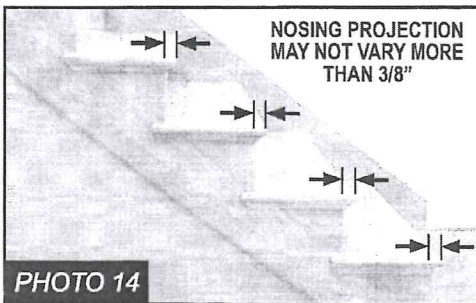 NOSING PROJECTION
MAY NOT VARY MORE
THAN 3/8”
PHOTO 14